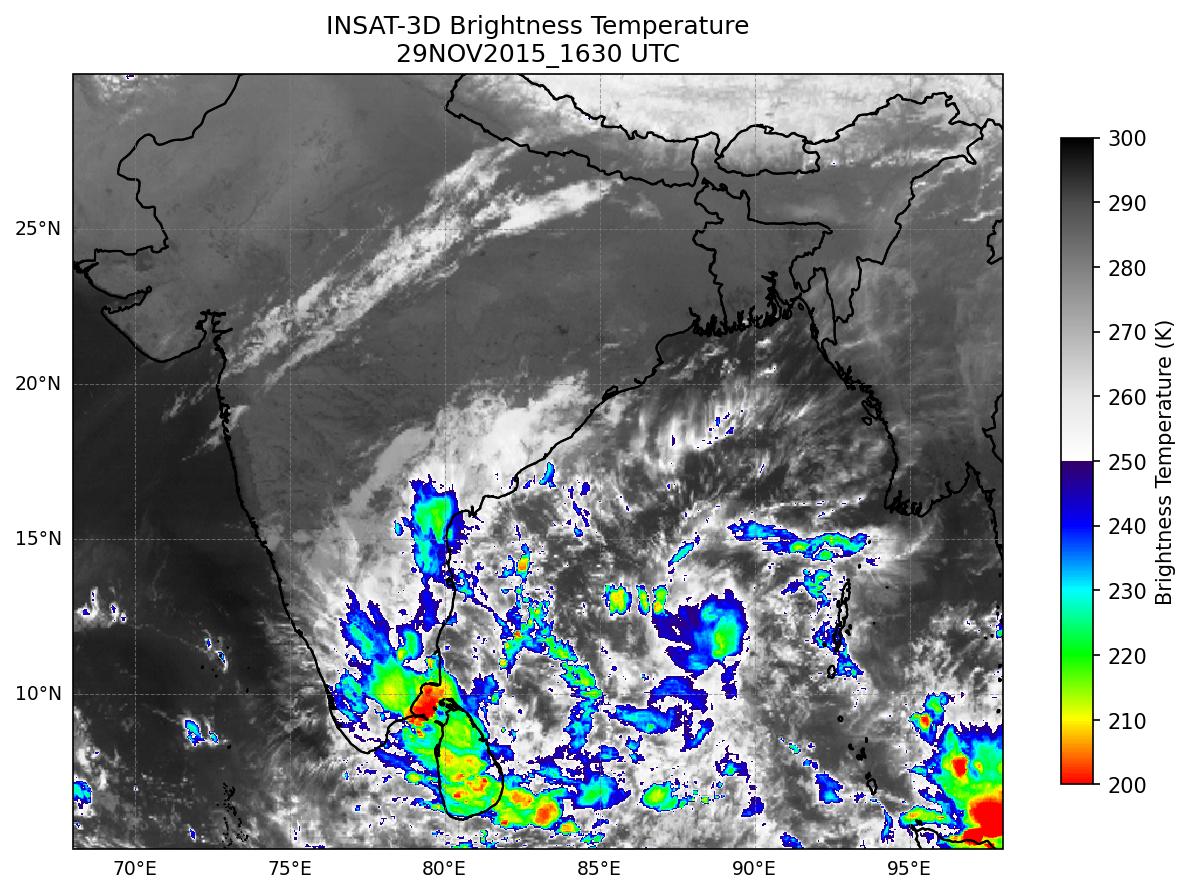 INSAT-3D Brightness Temperature
29NOV2015_1630 UTC
25°N
20°N
15°N
10°N
70°E
75°E
80°E
85°E
90°E
95°E
300
290
280
270
260
250
240
230
220
210
200
Brightness Temperature (K)